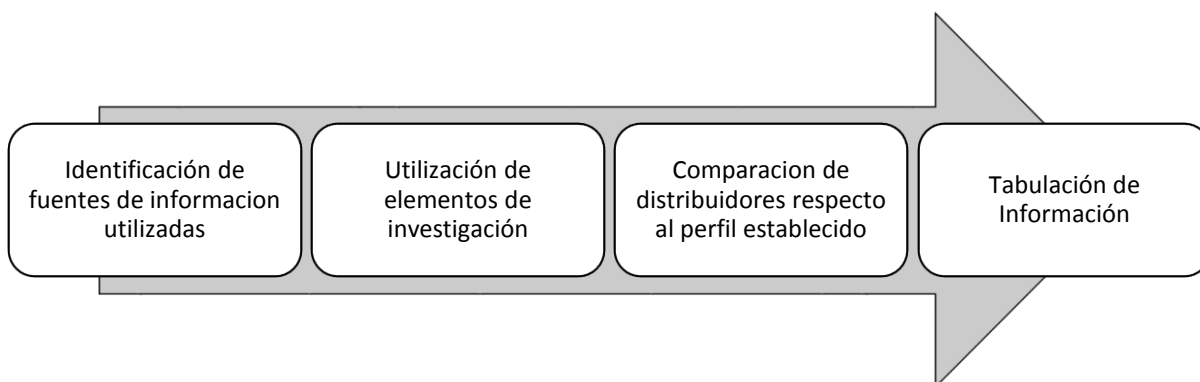 Identificación de
fuentes de informacion
utilizadas
Utilización de
elementos de
investigación
Comparacion de
distribuidores respecto
al perfil establecido
Tabulación de
Información